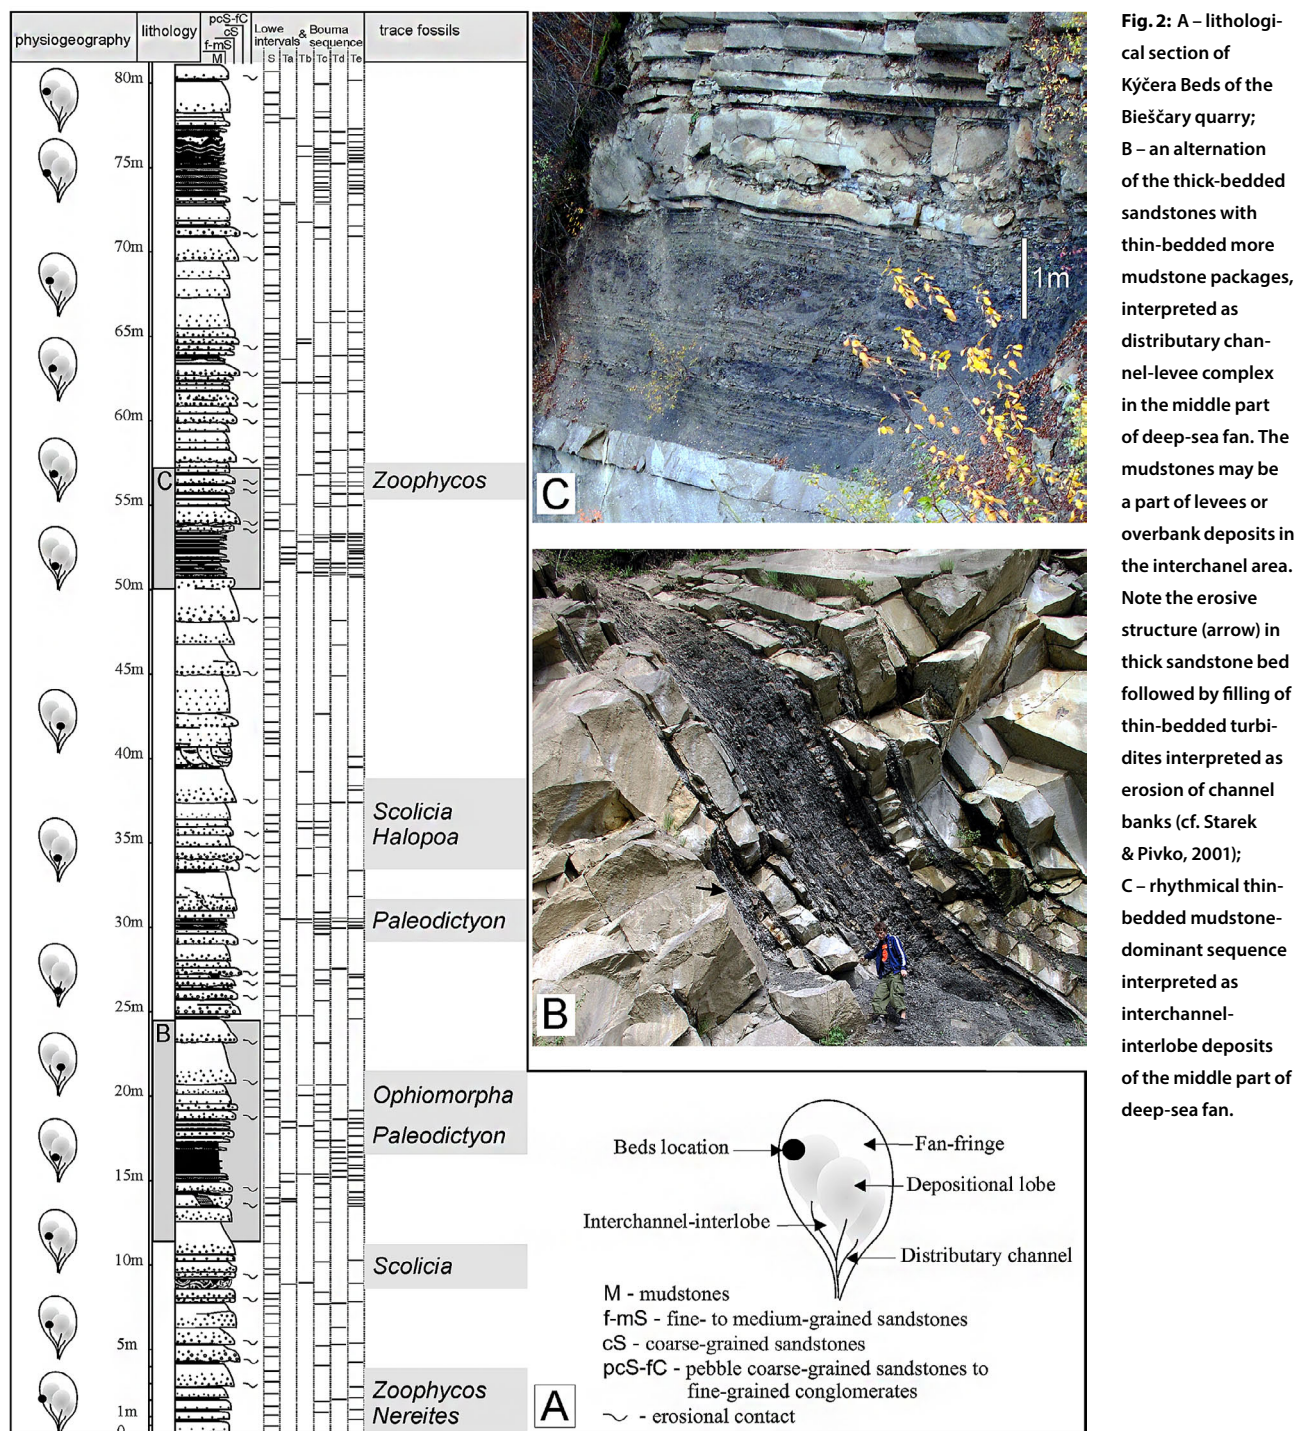 physiogeography
lithology
pcS-fC
cS
f-mS
M
Lowe & Bouma
intervals sequence
S Ta Tb Tc Td Te
trace fossils
80m
75m
70m
65m
60m
55m
50m
45m
40m
35m
30m
25m
20m
15m
10m
5m
1m
0
C
B
Zoophycos
Scolicia
Halopoa
Paleodictyon
Ophiomorpha
Paleodictyon
Scolicia
Zoophycos
Nereites
1m
C
B
Beds location
Fan-fringe
Depositional lobe
Interchannel-interlobe
Distributary channel
M - mudstones
f-mS - fine- to medium-grained sandstones
cS - coarse-grained sandstones
pcS-fC - pebble coarse-grained sandstones to
fine-grained conglomerates
- erosional contact
A
Fig. 2: A – lithologi-
cal section of
Kýčera Beds of the
Bieščary quarry;
B – an alternation
of the thick-bedded
sandstones with
thin-bedded more
mudstone packages,
interpreted as
distributary chan-
nel-levee complex
in the middle part
of deep-sea fan. The
mudstones may be
a part of levees or
overbank deposits in
the interchanel area.
Note the erosive
structure (arrow) in
thick sandstone bed
followed by filling of
thin-bedded turbi-
dites interpreted as
erosion of channel
banks (cf. Starek
& Pivko, 2001);
C – rhythmical thin-
bedded mudstone-
dominant sequence
interpreted as
interchannel-
interlobe deposits
of the middle part of
deep-sea fan.